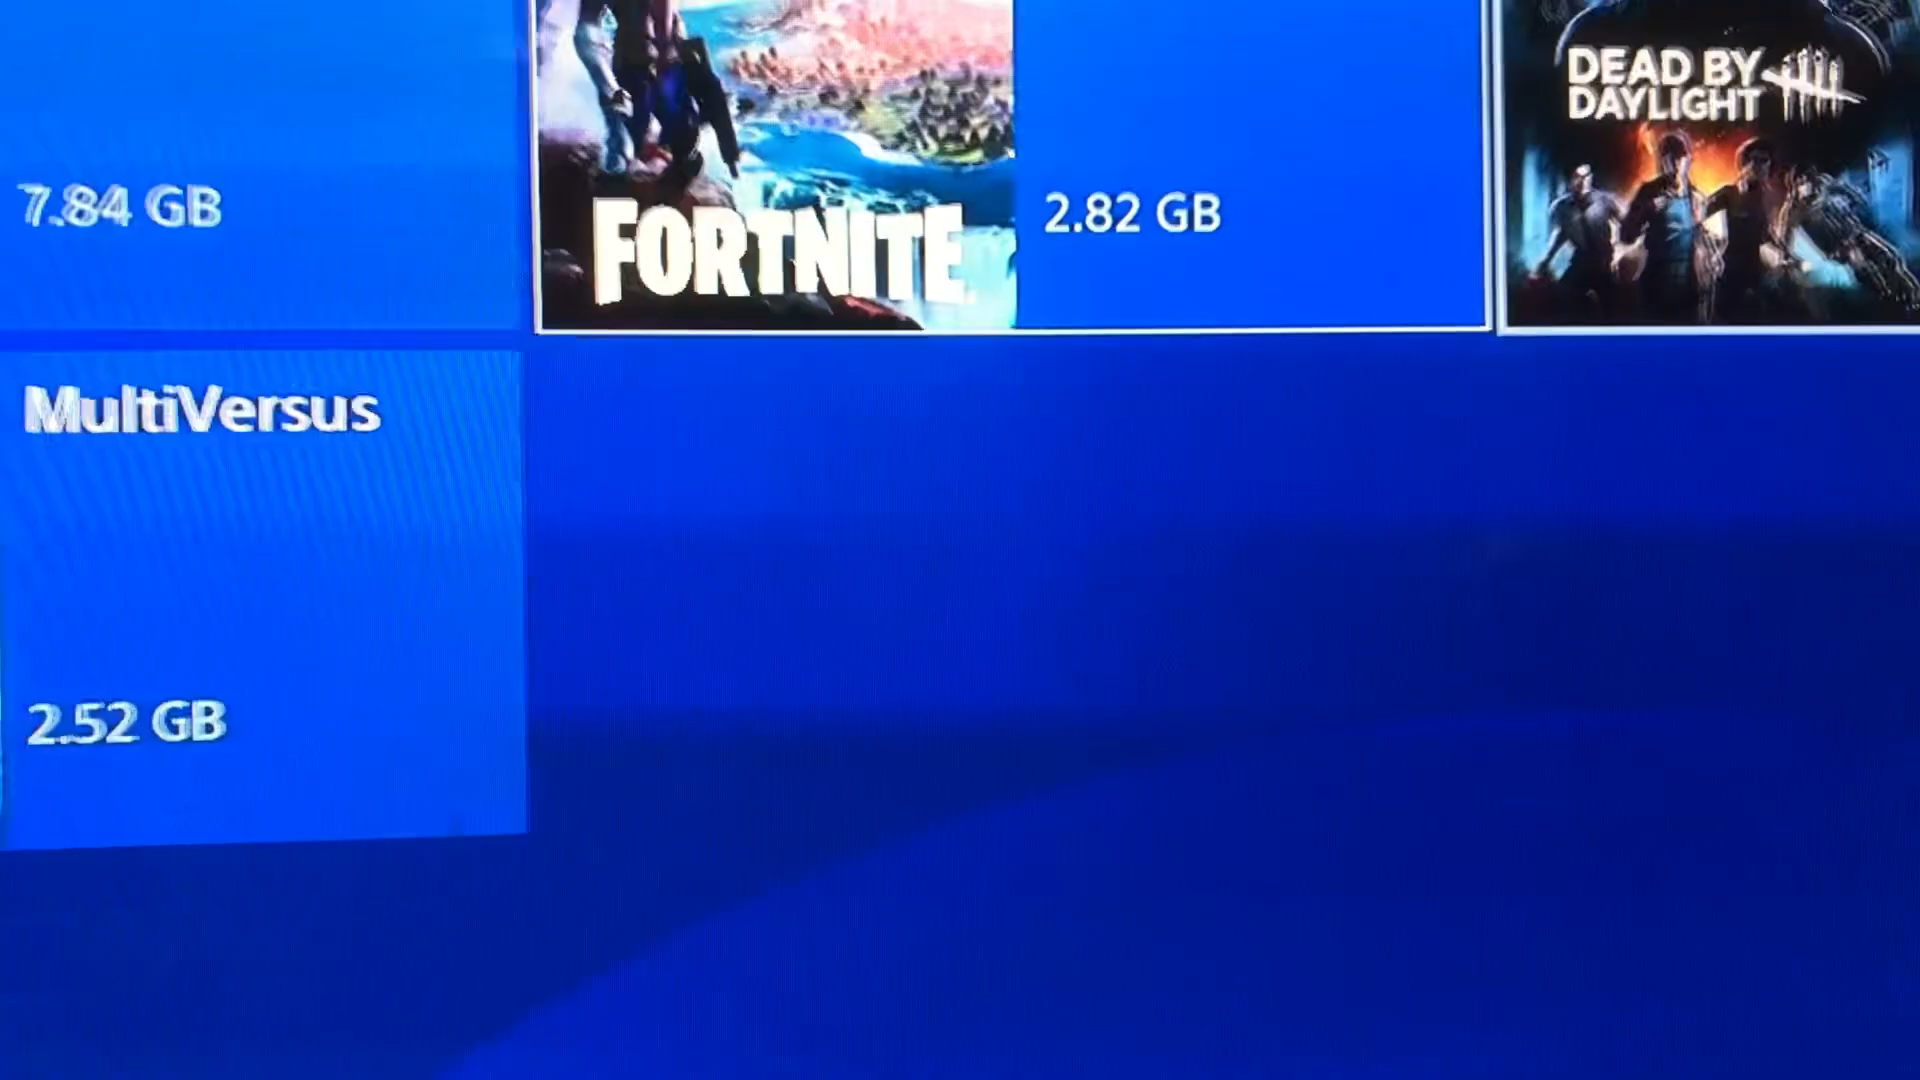 DEAD BY
DAYLIGHT
7.84 GB
FORTNITE
2.82 GB
MultiVersus
2.52 GB